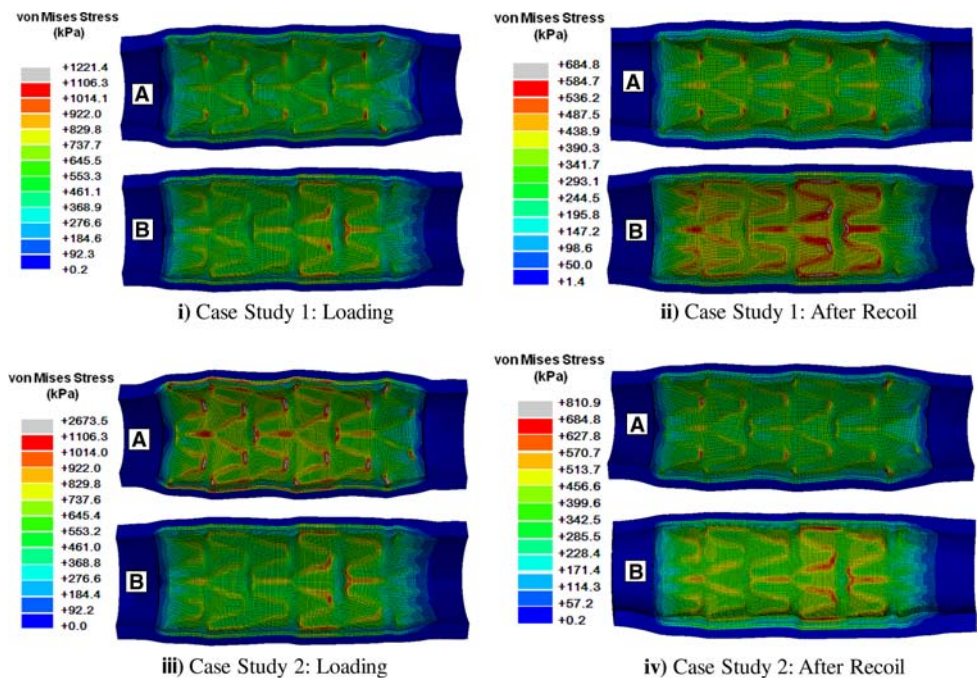 von Mises Stress
(kPa)
+1221.4
+1106.3
+1014.1
+922.0
+829.8
+737.7
+645.5
+553.3
+461.1
+368.9
+276.6
+184.6
+92.3
+0.2
A
B
i) Case Study 1: Loading
von Mises Stress
(kPa)
+684.8
+584.7
+536.2
+487.5
+438.9
+390.3
+341.7
+293.1
+244.5
+195.8
+147.2
+98.6
+50.0
+1.4
A
B
ii) Case Study 1: After Recoil
von Mises Stress
(kPa)
+2673.5
+1106.3
+1014.0
+922.0
+829.8
+737.6
+645.4
+553.2
+461.0
+368.8
+276.6
+184.4
+92.2
+0.0
A
B
iii) Case Study 2: Loading
von Mises Stress
(kPa)
+810.9
+684.8
+627.8
+570.7
+513.7
+456.6
+399.6
+342.5
+285.5
+228.4
+171.4
+114.3
+57.2
+0.2
A
B
iv) Case Study 2: After Recoil